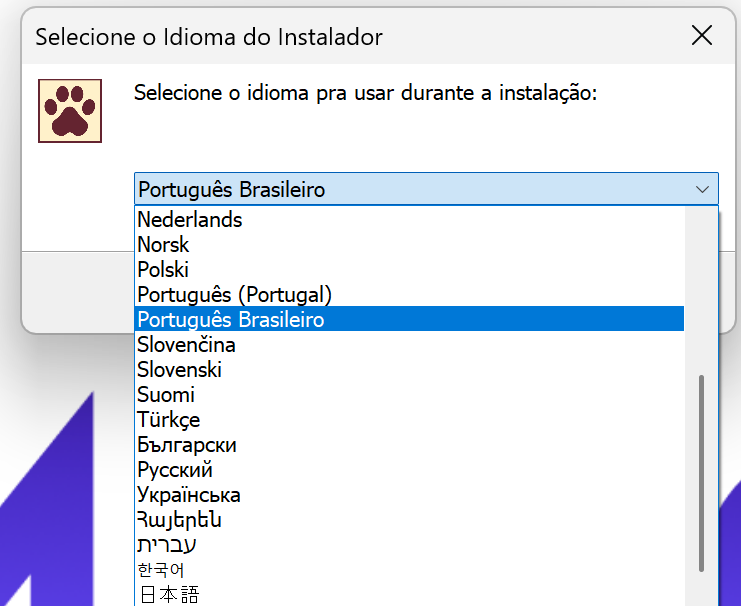 Selecione o Idioma do Instalador
Selecione o idioma pra usar durante a instalação:
Português Brasileiro
Nederlands
Norsk
Polski
Português (Portugal)
Português Brasileiro
Slovenčina
Slovenski
Suomi
Türkçe
Български
Русский
Українська
Հայերեն
עברית
한국어
日本語